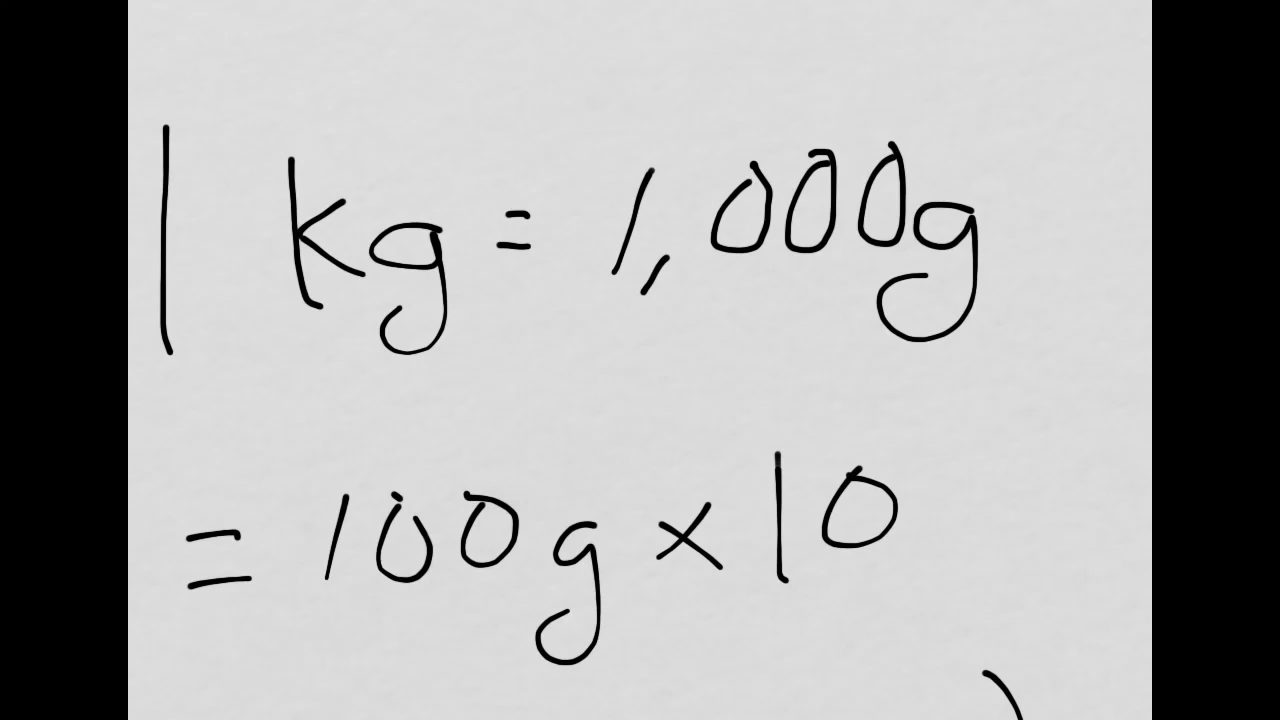 1 kg = 1,000g
= 100g × 10